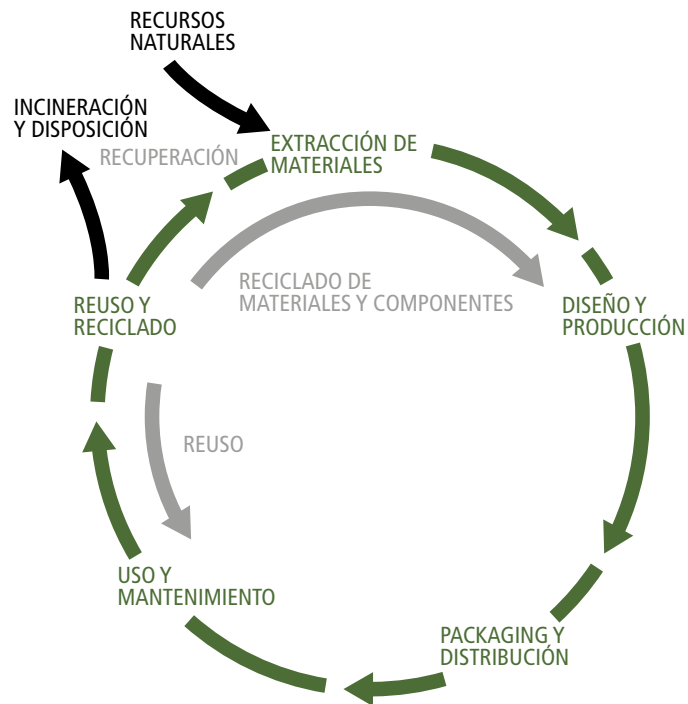 RECURSOS
NATURALES
INCINERACIÓN
Y DISPOSICIÓN
RECUPERACIÓN
EXTRACCIÓN DE
MATERIALES
RECICLADO DE
MATERIALES Y COMPONENTES
REUSO Y
RECICLADO
DISEÑO Y
PRODUCCIÓN
REUSO
USO Y
MANTENIMIENTO
PACKAGING Y
DISTRIBUCIÓN